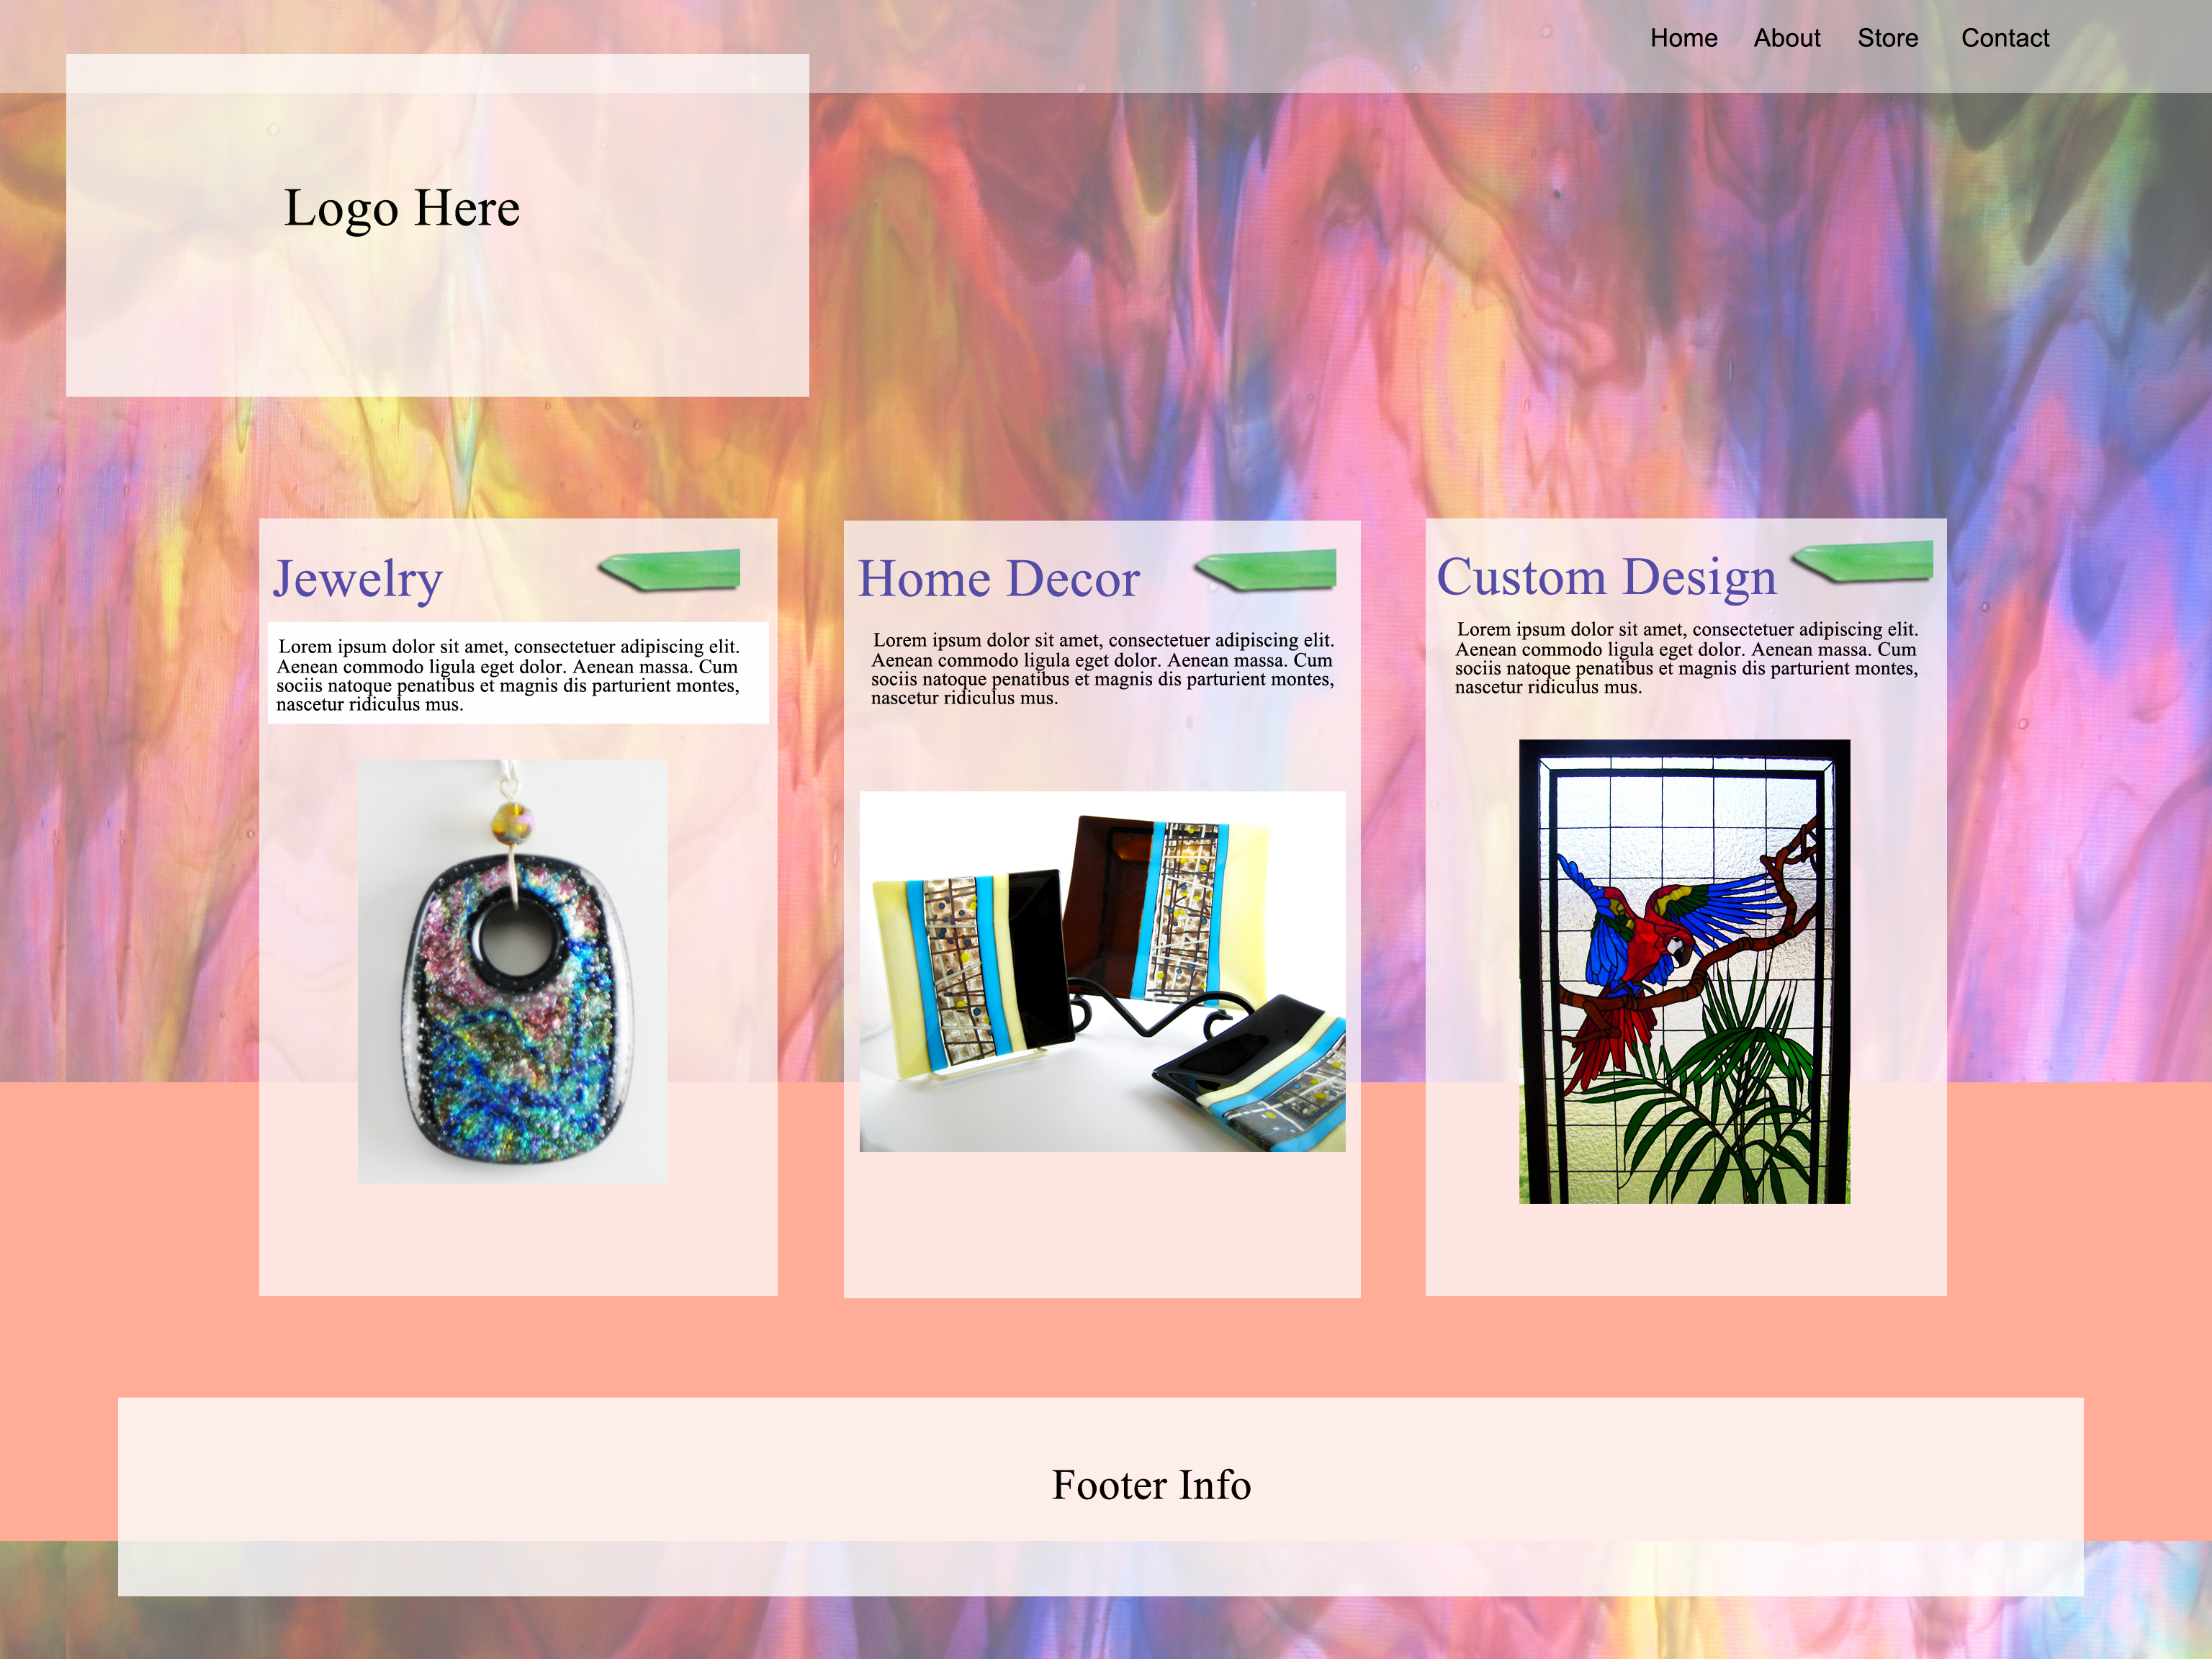 Home About Store Contact
Logo Here
Jewelry
Lorem ipsum dolor sit amet, consectetuer adipiscing elit.
Aenean commodo ligula eget dolor. Aenean massa. Cum
sociis natoque penatibus et magnis dis parturient montes,
nascetur ridiculus mus.
Home Decor
Lorem ipsum dolor sit amet, consectetuer adipiscing elit.
Aenean commodo ligula eget dolor. Aenean massa. Cum
sociis natoque penatibus et magnis dis parturient montes,
nascetur ridiculus mus.
Custom Design
Lorem ipsum dolor sit amet, consectetuer adipiscing elit.
Aenean commodo ligula eget dolor. Aenean massa. Cum
sociis natoque penatibus et magnis dis parturient montes,
nascetur ridiculus mus.
Footer Info